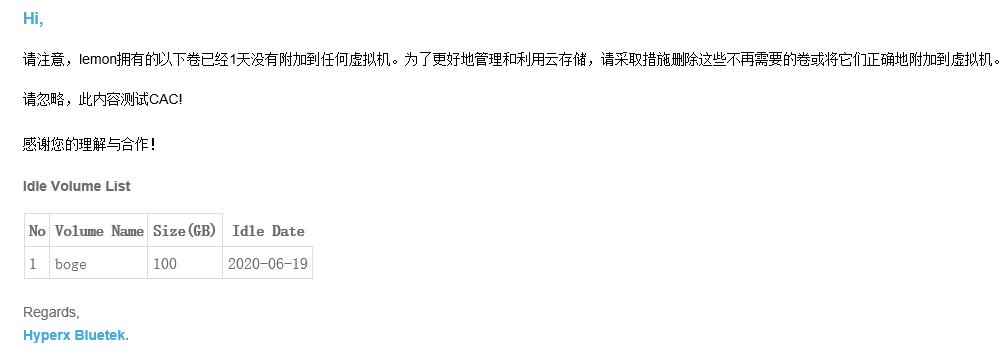 Hi,
请注意，lemon拥有的以下卷已经1天没有附加到任何虚拟机。为了更好地管理和利用云存储，请采取措施删除这些不再需要的卷或将它们正确地附加到虚拟机。
请忽略，此内容测试CAC!
感谢您的理解与合作！
Idle Volume List
No Volume Name Size(GB) Idle Date
1 boge 100 2020-06-19
Regards,
Hyperx Bluetek.